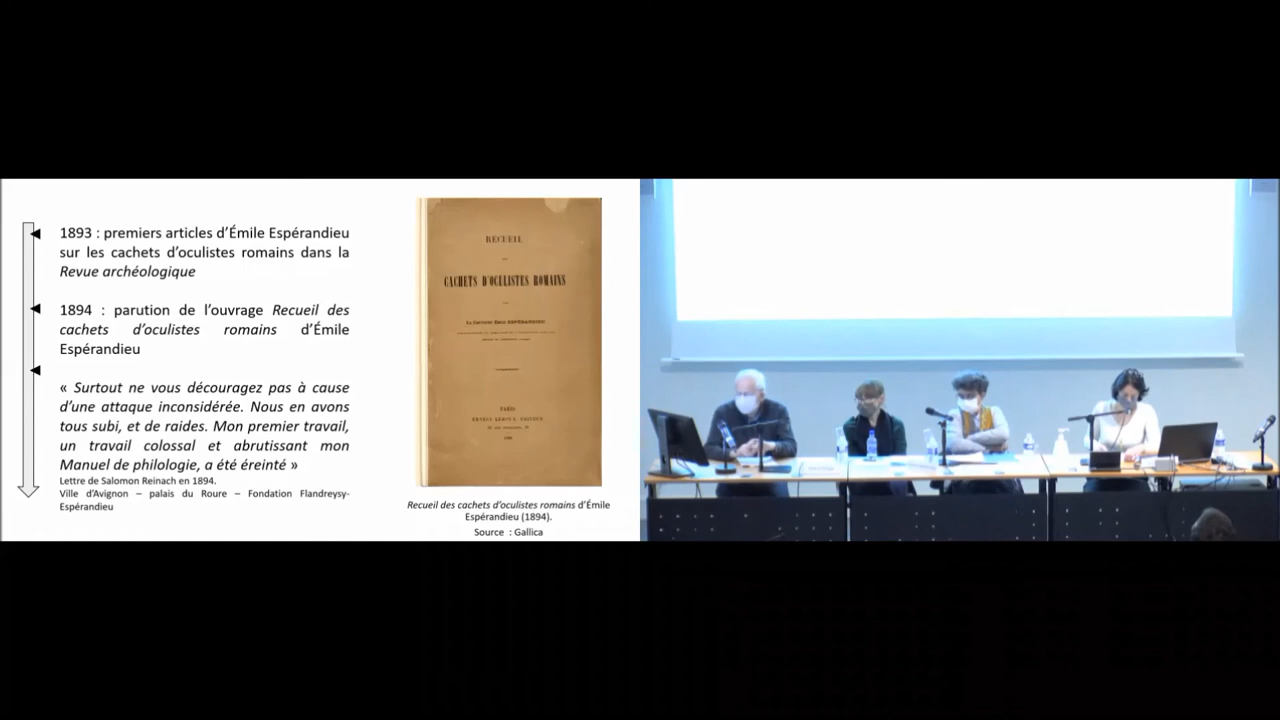 1893 : premiers articles d’Émile Espérandieu
sur les cachets d’oculistes romains dans la
Revue archéologique
1894 : parution de l’ouvrage Recueil des
cachets d’oculistes romains d’Émile
Espérandieu
« Surtout ne vous découragez pas à cause
d’une attaque inconsidérée. Nous en avons
tous subi, et de raides. Mon premier travail,
un travail colossal et abrutissant mon
Manuel de philologie, a été éreinté »
Lettre de Salomon Reinach en 1894.
Ville d’Avignon – palais du Roure – Fondation Flandreysy-
Espérandieu
RECUEIL
CACHETS D'OCULISTES ROMAINS
PARIS
ERNEST LEROUX, ÉDITEUR
Recueil des cachets d’oculistes romains d’Émile
Espérandieu (1894).
Source : Gallica